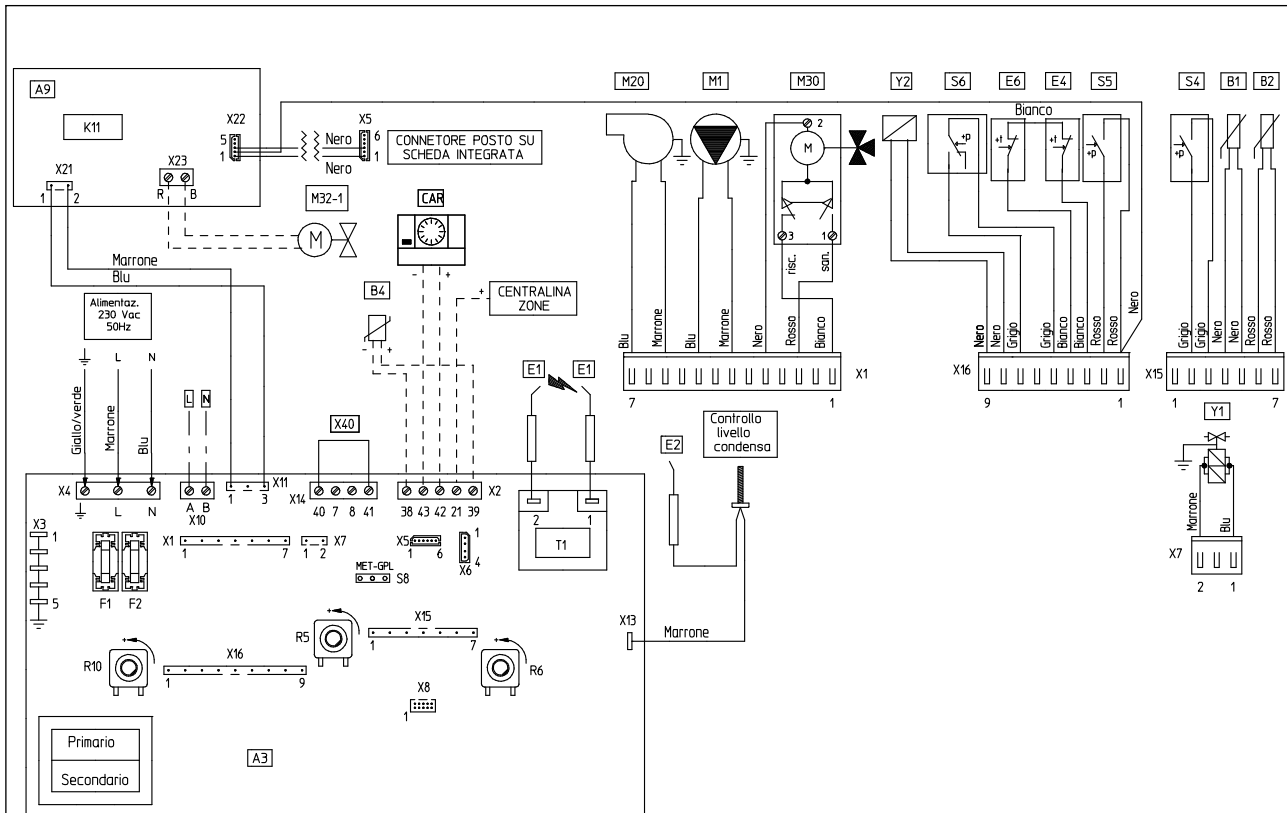 A9
K11
X22
5
1
X5
6
1
Nero
Nero
CONNETORE POSTO SU
SCHEDA INTEGRATA
X21
1
2
X23
R
B
M32-1
M
CAR
-
+
Marrone
Blu
Alimentaz.
230 Vac
50Hz
L
N
B4
-
+
+
CENTRALINA
ZONE
M20
M1
M30
Y2
S6
E6
E4
S5
S4
B1
B2
Bianco
2
M
+p
+t
+t
+p
+p
3
1
risc.
san.
Blu
Marrone
Blu
Marrone
Nero
Rosso
Bianco
X1
7
1
Nero
Nero
Grigio
Grigio
Bianco
Bianco
Rosso
Rosso
Nero
X16
9
1
Grigio
Grigio
Nero
Nero
Rosso
Rosso
X15
1
7
Giallo/verde
Marrone
Blu
L
N
X40
E1
E1
E2
Controllo
livello
condensa
Y1
Marrone
Blu
X7
2
1
X4
L
N
A
B
X10
X11
1
3
X14
40
7
8
41
38
43
42
21
39
X2
2
1
T1
X3
1
5
F1
F2
X1
1
7
X7
1
2
X5
1
6
X6
1
4
MET-GPL
S8
R10
+
X16
1
9
R5
+
X15
1
7
R6
+
X8
1
X13
Marrone
Primario
Secondario
A3